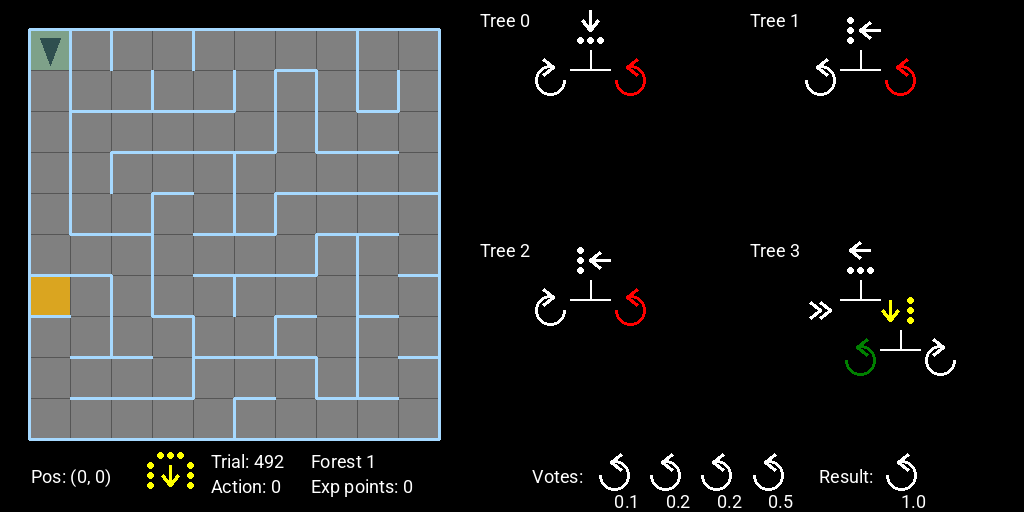 Tree 0
Tree 1
Tree 2
Tree 3
Pos: (0, 0)
Trial: 492
Forest 1
Action: 0
Exp points: 0
Votes:
0.1
0.2
0.2
0.5
Result:
1.0